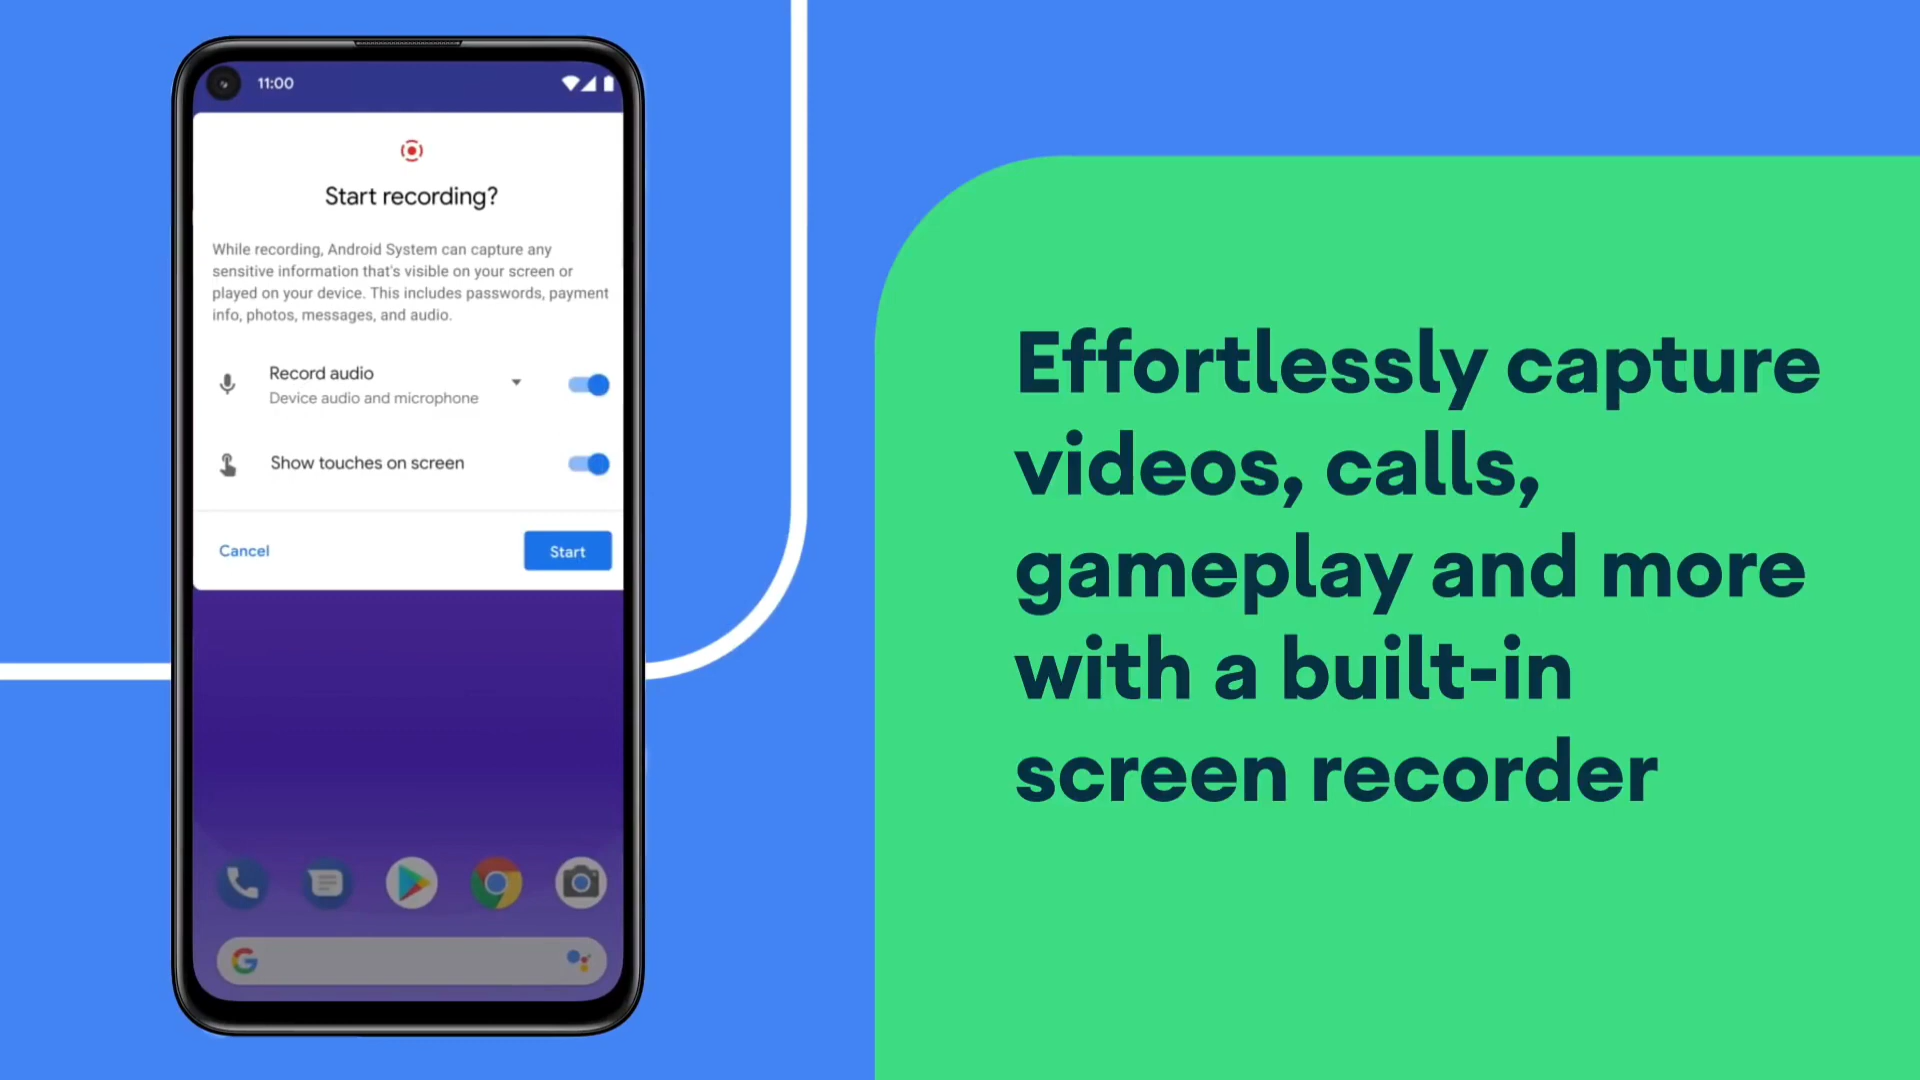 11:00
Start recording?
While recording, Android System can capture any
sensitive information that's visible on your screen or
played on your device. This includes passwords, payment
info, photos, messages, and audio.
Record audio
Device audio and microphone
Show touches on screen
Cancel
Start
Effortlessly capture
videos, calls,
gameplay and more
with a built-in
screen recorder